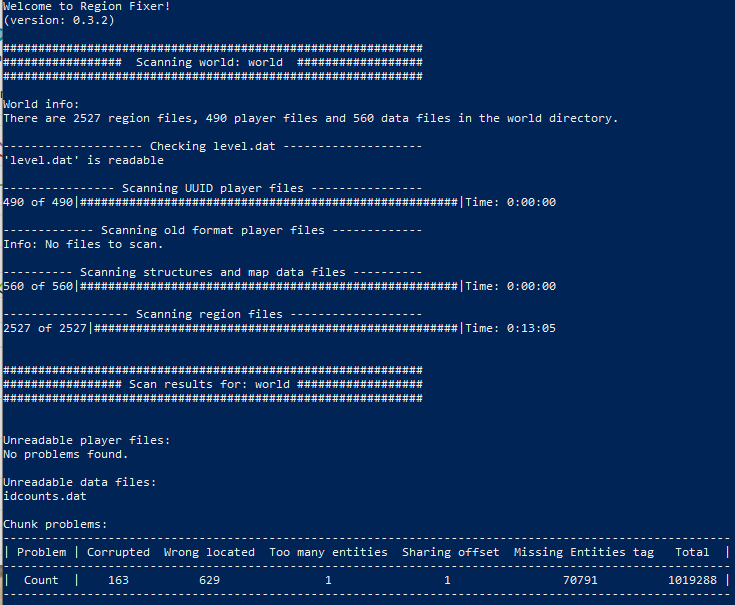 Welcome to Region Fixer!
(version: 0.3.2)
############################################################
################# Scanning world: world ##################
############################################################
World info:
There are 2527 region files, 490 player files and 560 data files in the world directory.
-------------------- Checking level.dat --------------------
'level.dat' is readable
---------------- Scanning UUID player files ----------------
490 of 490|######################################################|Time: 0:00:00
------------- Scanning old format player files -------------
Info: No files to scan.
---------- Scanning structures and map data files ----------
560 of 560|######################################################|Time: 0:00:00
------------------ Scanning region files -------------------
2527 of 2527|####################################################|Time: 0:13:05
############################################################
################# Scan results for: world ##################
############################################################
Unreadable player files:
No problems found.
Unreadable data files:
idcounts.dat
Chunk problems:
--------------------------------------------------------------------------------------------------------
| Problem | Corrupted Wrong located Too many entities Sharing offset Missing Entities tag Total |
--------------------------------------------------------------------------------------------------------
| Count | 163 629 1 1 70791 1019288 |
--------------------------------------------------------------------------------------------------------